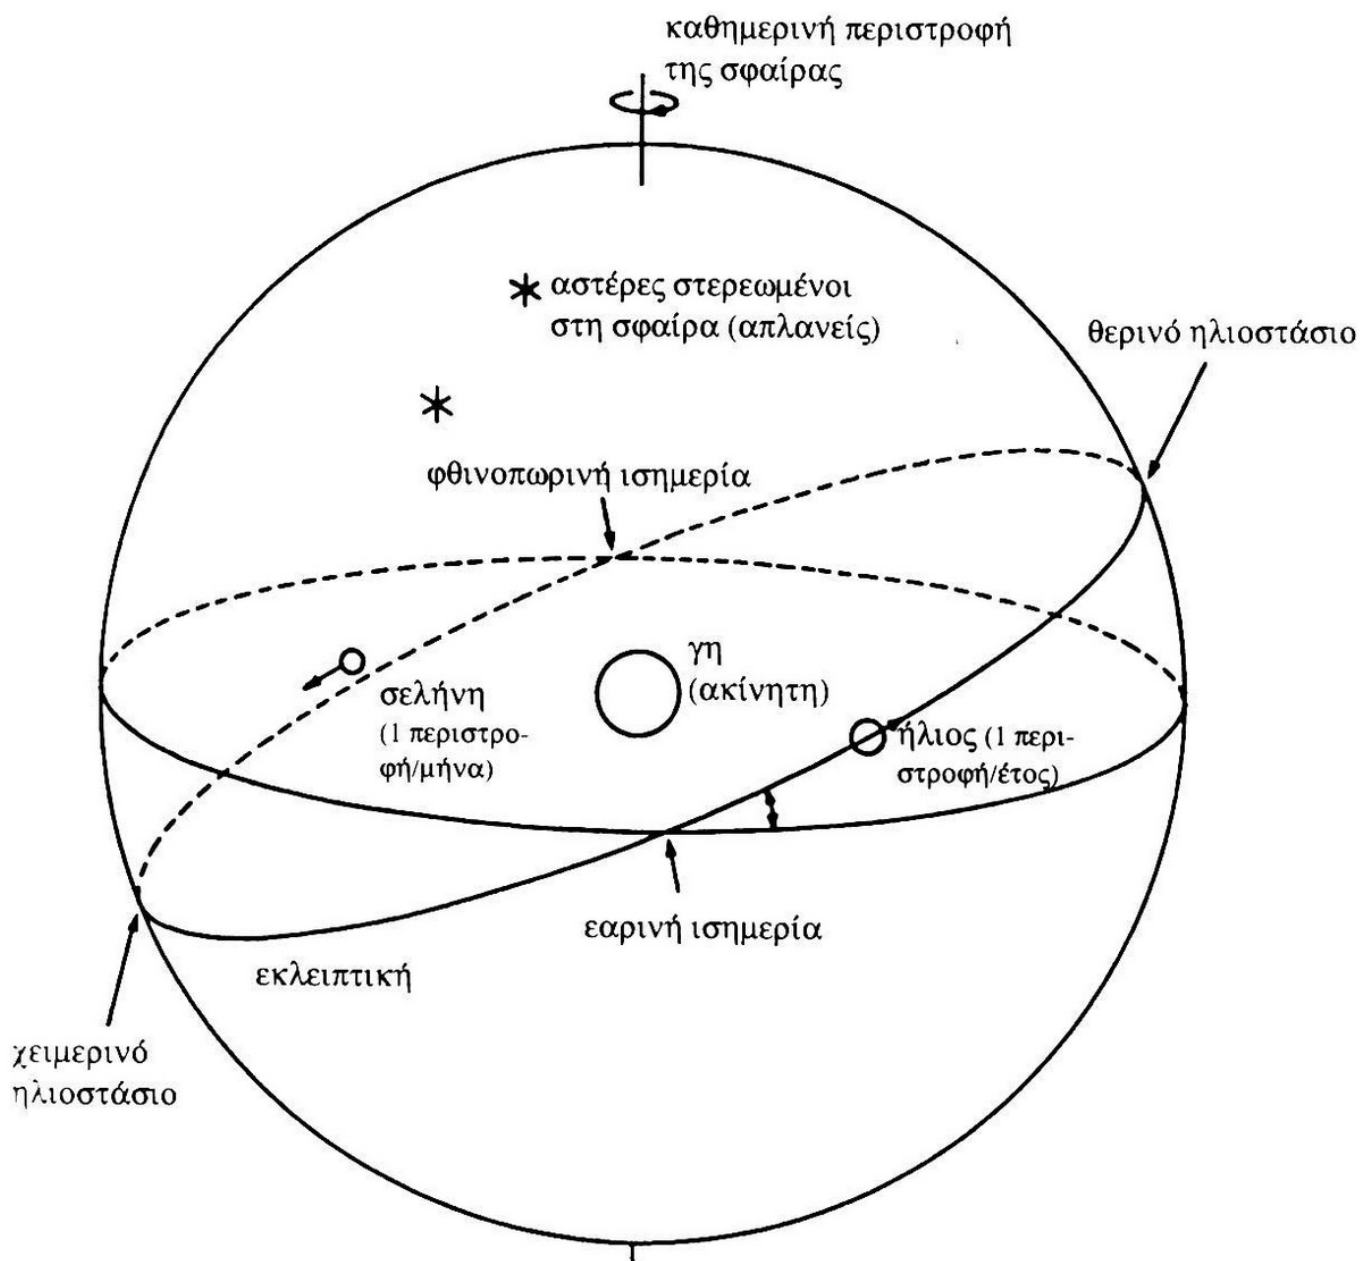 καθημερινή περιστροφή
της σφαίρας
αστέρες στερεωμένοι
στη σφαίρα (απλανείς)
θερινό ηλιοστάσιο
φθινοπωρινή ισημερία
γη
(ακίνητη)
σελήνη
(1 περιστρο-
φή/μήνα)
ήλιος (1 περι-
στροφή/έτος)
εαρινή ισημερία
εκλειπτική
χειμερινό
ηλιοστάσιο